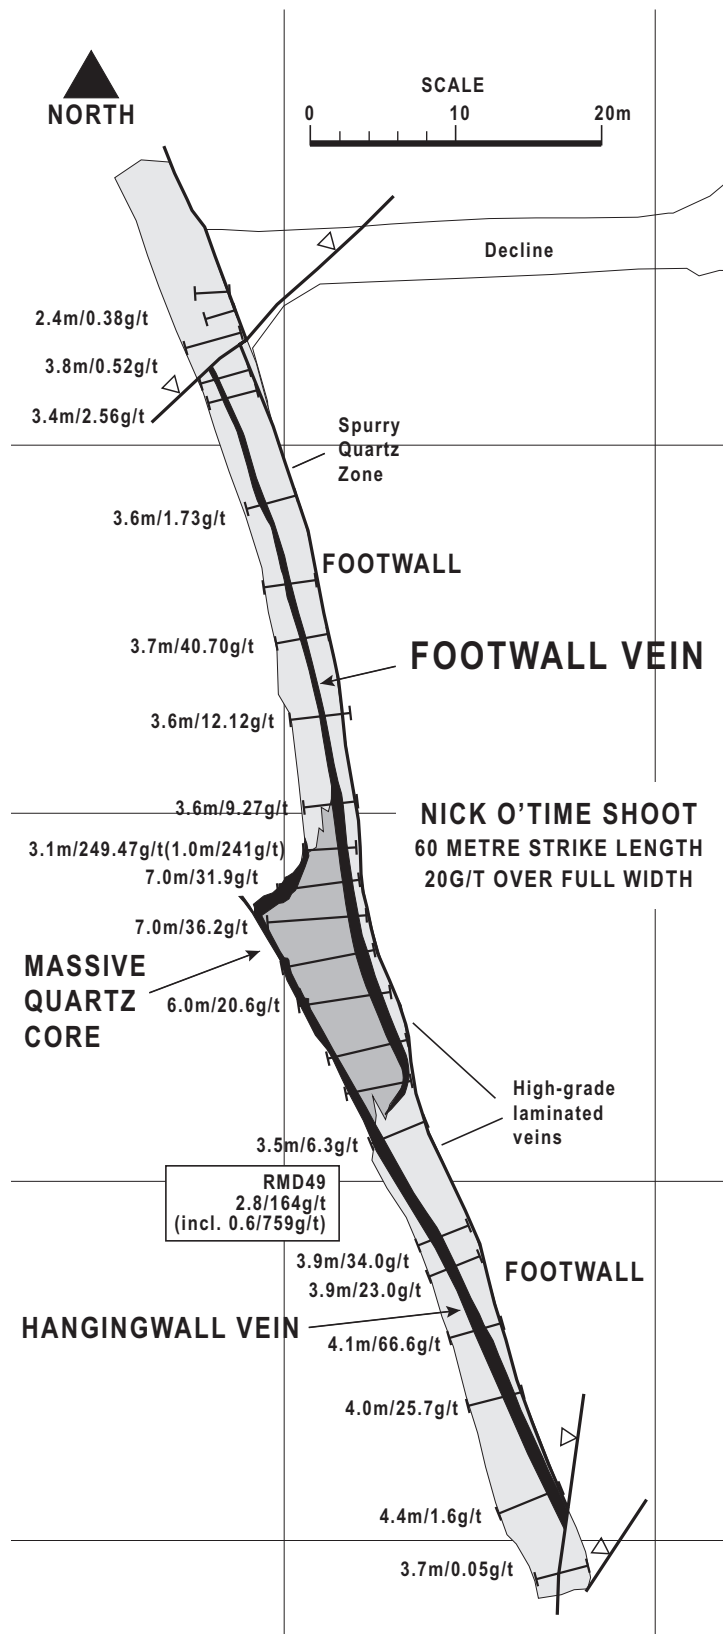 SCALE
NORTH
0 10 20m
Decline
2.4m/0.38g/t
3.8m/0.52g/t
3.4m/2.56g/t
Spurry
Quartz
Zone
3.6m/1.73g/t
FOOTWALL
3.7m/40.70g/t
FOOTWALL VEIN
3.6m/12.12g/t
3.6m/9.27g/t
NICK O’TIME SHOOT
60 METRE STRIKE LENGTH
20G/T OVER FULL WIDTH
3.1m/249.47g/t(1.0m/241g/t)
7.0m/31.9g/t
7.0m/36.2g/t
MASSIVE
QUARTZ
CORE
6.0m/20.6g/t
High-grade
laminated
veins
3.5m/6.3g/t
RMD49
2.8/164g/t
(incl. 0.6/759g/t)
3.9m/34.0g/t
3.9m/23.0g/t
FOOTWALL
HANGINGWALL VEIN
4.1m/66.6g/t
4.0m/25.7g/t
4.4m/1.6g/t
3.7m/0.05g/t